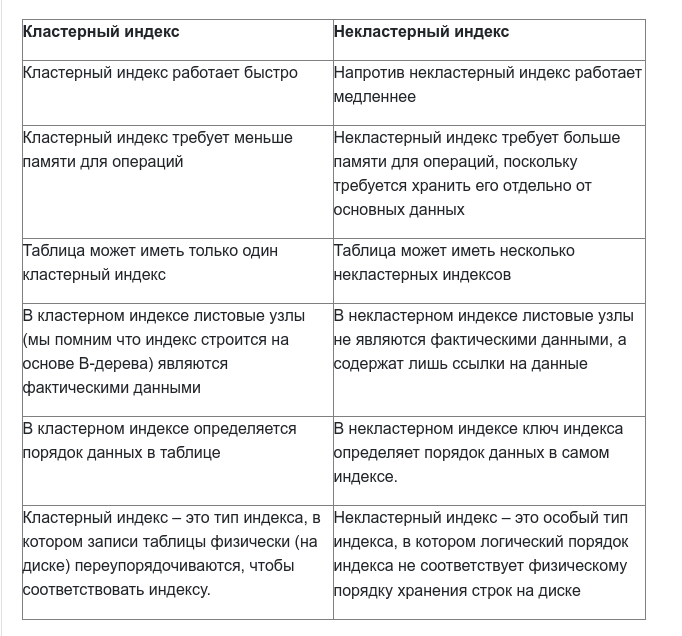 Кластерный индекс
Некластерный индекс
Кластерный индекс работает быстро
Напротив некластерный индекс работает
медленнее
Кластерный индекс требует меньше
памяти для операций
Некластерный индекс требует больше
памяти для операций, поскольку
требуется хранить его отдельно от
основных данных
Таблица может иметь только один
кластерный индекс
Таблица может иметь несколько
некластерных индексов
В кластерном индексе листовые узлы
(мы помним что индекс строится на
основе B-дерева) являются
фактическими данными
В некластерном индексе листовые узлы
не являются фактическими данными, а
содержат лишь ссылки на данные
В кластерном индексе определяется
порядок данных в таблице
В некластерном индексе ключ индекса
определяет порядок данных в самом
индексе.
Кластерный индекс – это тип индекса, в
котором записи таблицы физически (на
диске) переупорядочиваются, чтобы
соответствовать индексу.
Некластерный индекс – это особый тип
индекса, в котором логический порядок
индекса не соответствует физическому
порядку хранения строк на диске